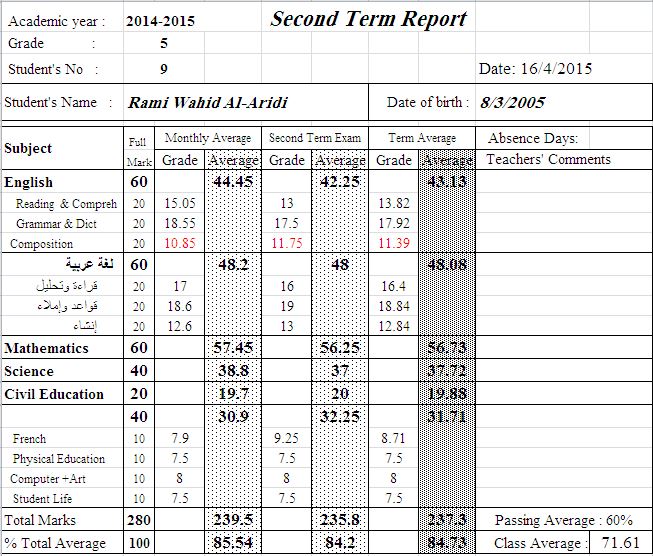 Academic year : 2014-2015 Second Term Report
Grade : 5
Student's No : 9 Date: 16/4/2015
Student's Name : Rami Wahid Al-Aridi Date of birth : 8/3/2005
Subject Full Mark Monthly Average Second Term Exam Term Average Absence Days:
Grade Average Grade Average Grade Average Teachers' Comments
English 60 44.45 42.25 43.13
Reading & Compreh 20 15.05 13 13.82
Grammar & Dict 20 18.55 17.5 17.92
Composition 20 10.85 11.75 11.39
لغة عربية 60 48.2 48 48.08
قراءة وتحليل 20 17 16 16.4
قواعد وإملاء 20 18.6 19 18.84
إنشاء 20 12.6 13 12.84
Mathematics 60 57.45 56.25 56.73
Science 40 38.8 37 37.72
Civil Education 20 19.7 20 19.88
40 30.9 32.25 31.71
French 10 7.9 9.25 8.71
Physical Education 10 7.5 7.5 7.5
Computer +Art 10 8 8 8
Student Life 10 7.5 7.5 7.5
Total Marks 280 239.5 235.8 237.3 Passing Average : 60%
% Total Average 100 85.54 84.2 84.73 Class Average : 71.61